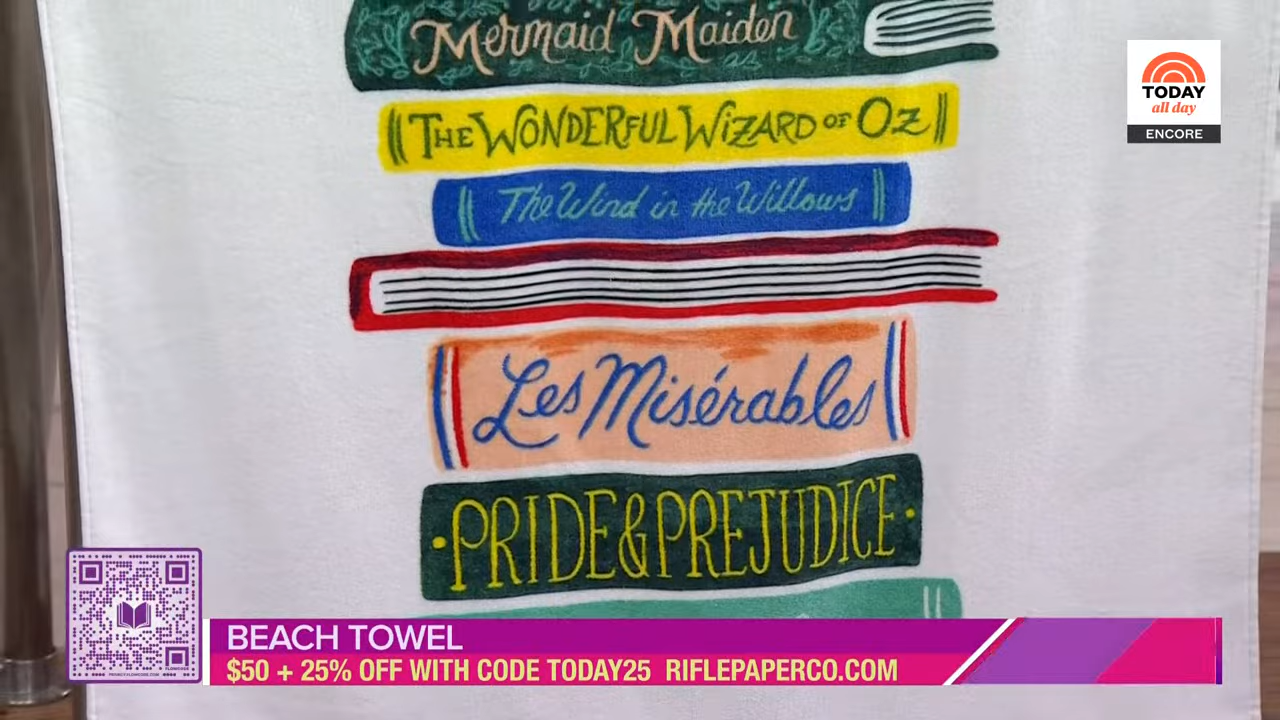 Mermaid Maiden
THE WONDERFUL WIZARD OF OZ
The Wind in the Willows
Les Misérables
PRIDE & PREJUDICE
TODAY
all day
ENCORE
BEACH TOWEL
$50 + 25% OFF WITH CODE TODAY25 RIFLEPAPERCO.COM